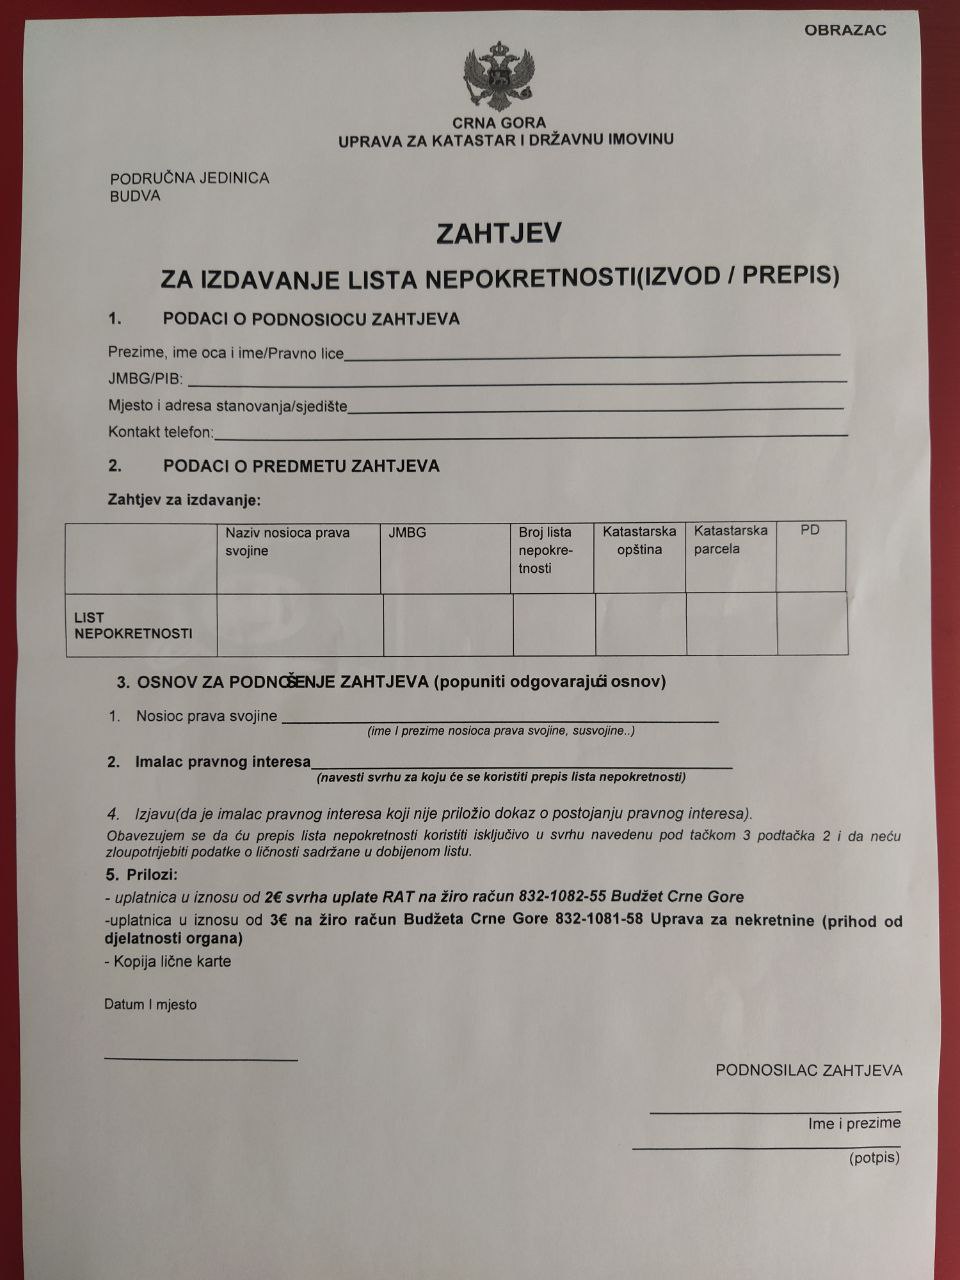 OBRAZAC
CRNA GORA
UPRAVA ZA KATASTAR I DRŽAVNU IMOVINU
PODRUČNA JEDINICA
BUDVA
ZAHTJEV
ZA IZDAVANJE LISTA NEPOKRETNOSTI(IZVOD / PREPIS)
1. PODACI O PODNOSIOCU ZAHTJEVA
Prezime, ime oca i ime/Pravno lice
JMBG/PIB:
Mjesto i adresa stanovanja/sjedište
Kontakt telefon:
2. PODACI O PREDMETU ZAHTJEVA
Zahtjev za izdavanje:
Naziv nosioca prava svojine
JMBG
Broj lista nepokre-tnosti
Katastarska opština
Katastarska parcela
PD
LIST
NEPOKRETNOSTI
3. OSNOV ZA PODNOŠENJE ZAHTJEVA (popuniti odgovarajući osnov)
1. Nosioc prava svojine
(ime I prezime nosioca prava svojine, susvojine..)
2. Imalac pravnog interesa
(navesti svrhu za koju će se koristiti prepis lista nepokretnosti)
4. Izjavu(da je imalac pravnog interesa koji nije priložio dokaz o postojanju pravnog interesa).
Obavezujem se da ću prepis lista nepokretnosti koristiti isključivo u svrhu navedenu pod tačkom 3 podtačka 2 i da neću
zloupotrijebiti podatke o ličnosti sadržane u dobijenom listu.
5. Prilozi:
- uplatnica u iznosu od 2€ svrha uplate RAT na žiro račun 832-1082-55 Budžet Crne Gore
-uplatnica u iznosu od 3€ na žiro račun Budžeta Crne Gore 832-1081-58 Uprava za nekretnine (prihod od
djelatnosti organa)
- Kopija lične karte
Datum I mjesto
PODNOSILAC ZAHTJEVA
Ime i prezime
(potpis)